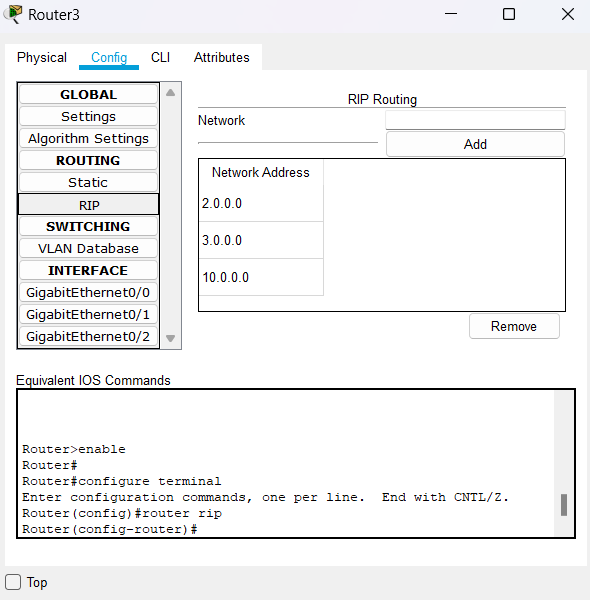 Router3
Physical Config CLI Attributes
GLOBAL
Settings
Algorithm Settings
ROUTING
Static
RIP
SWITCHING
VLAN Database
INTERFACE
GigabitEthernet0/0
GigabitEthernet0/1
GigabitEthernet0/2
RIP Routing
Network
Add
Network Address
2.0.0.0
3.0.0.0
10.0.0.0
Remove
Equivalent IOS Commands
Router>enable
Router#
Router#configure terminal
Enter configuration commands, one per line.  End with CNTL/Z.
Router(config)#router rip
Router(config-router)#
Top